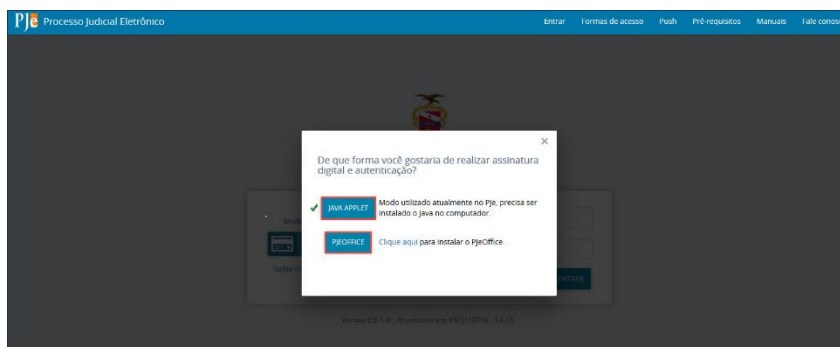 PJe Processo Judicial Eletrônico
Entrar Formas de acesso Push Pré-requisitos Manuais Fale conos
×
De que forma você gostaria de realizar assinatura
digital e autenticação?
JAVA APPLET
Modo utilizado atualmente no PJe, precisa ser
instalado o Java no computador.
PJEOFFICE
Clique aqui para instalar o PjeOffice.
ENTRAR